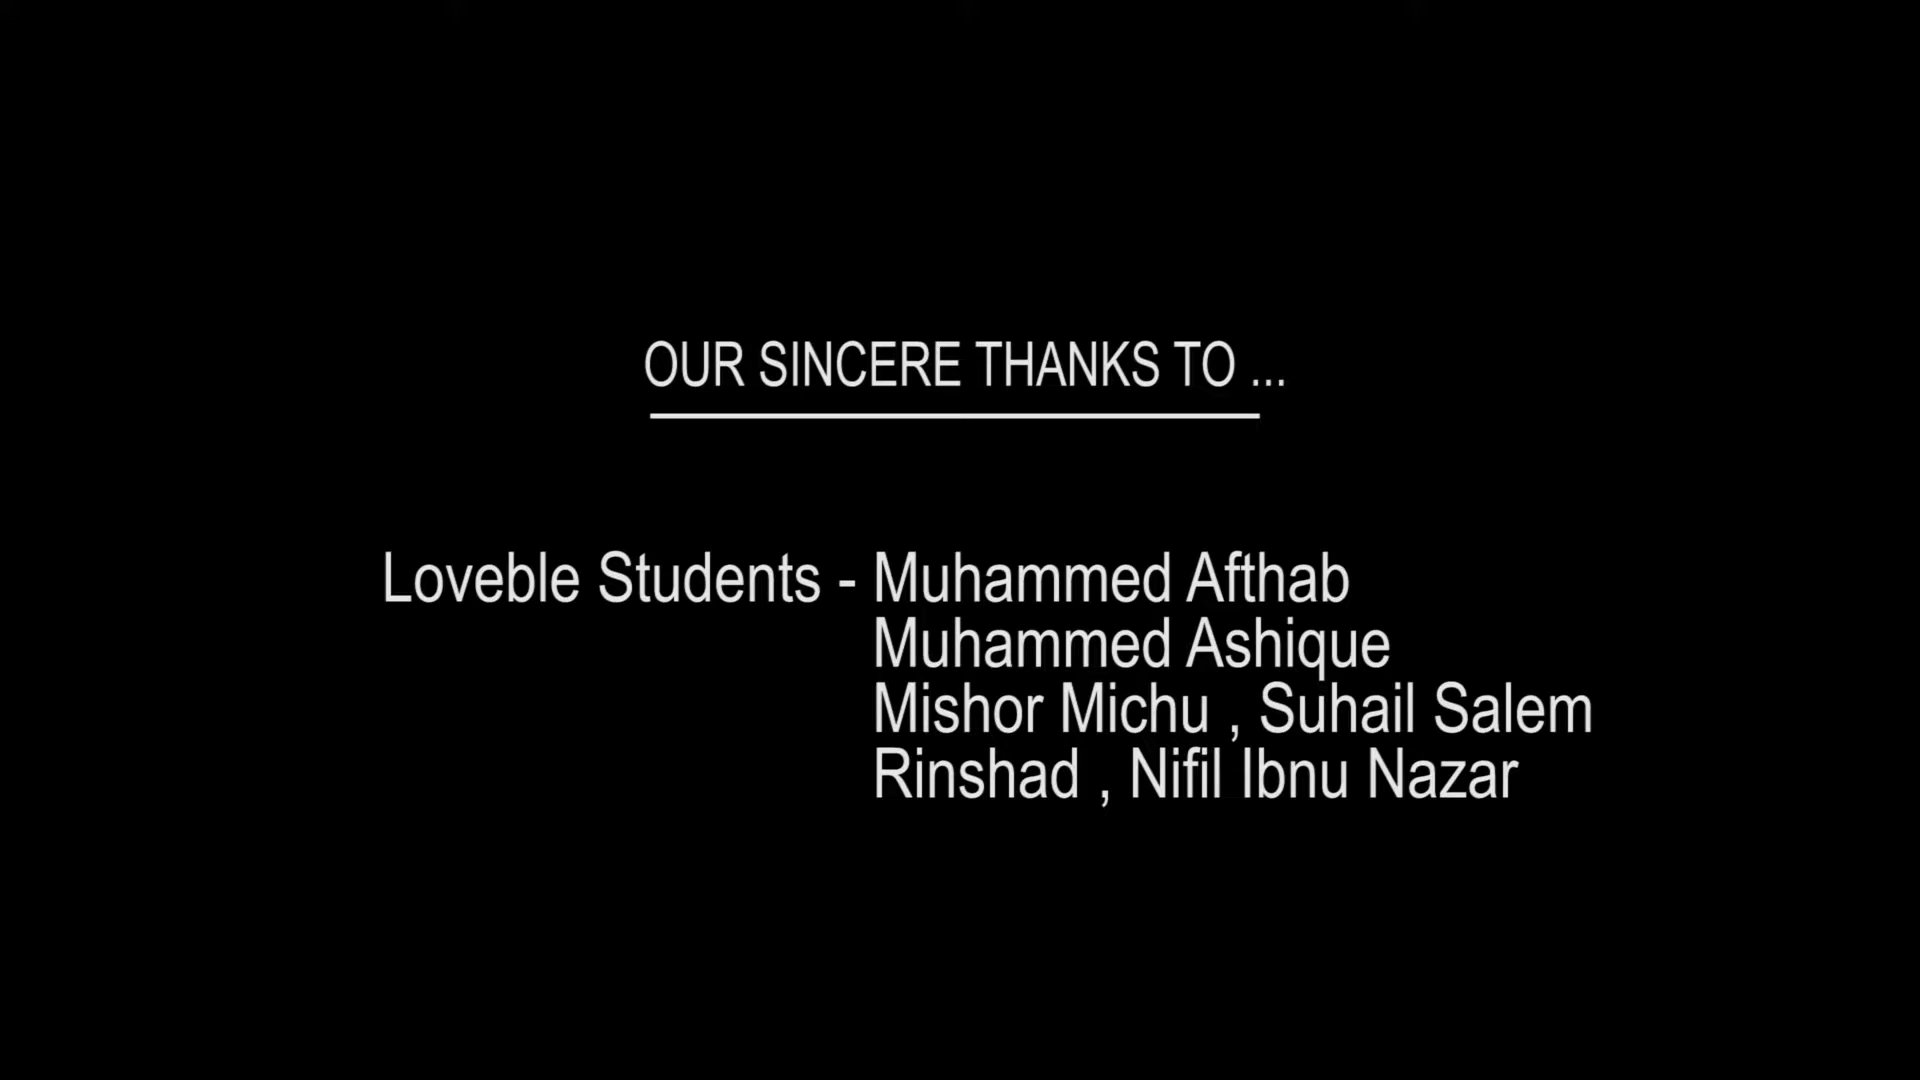 OUR SINCERE THANKS TO ...
Loveble Students - Muhammed Afthab
Muhammed Ashique
Mishor Michu , Suhail Salem
Rinshad , Nifil Ibnu Nazar